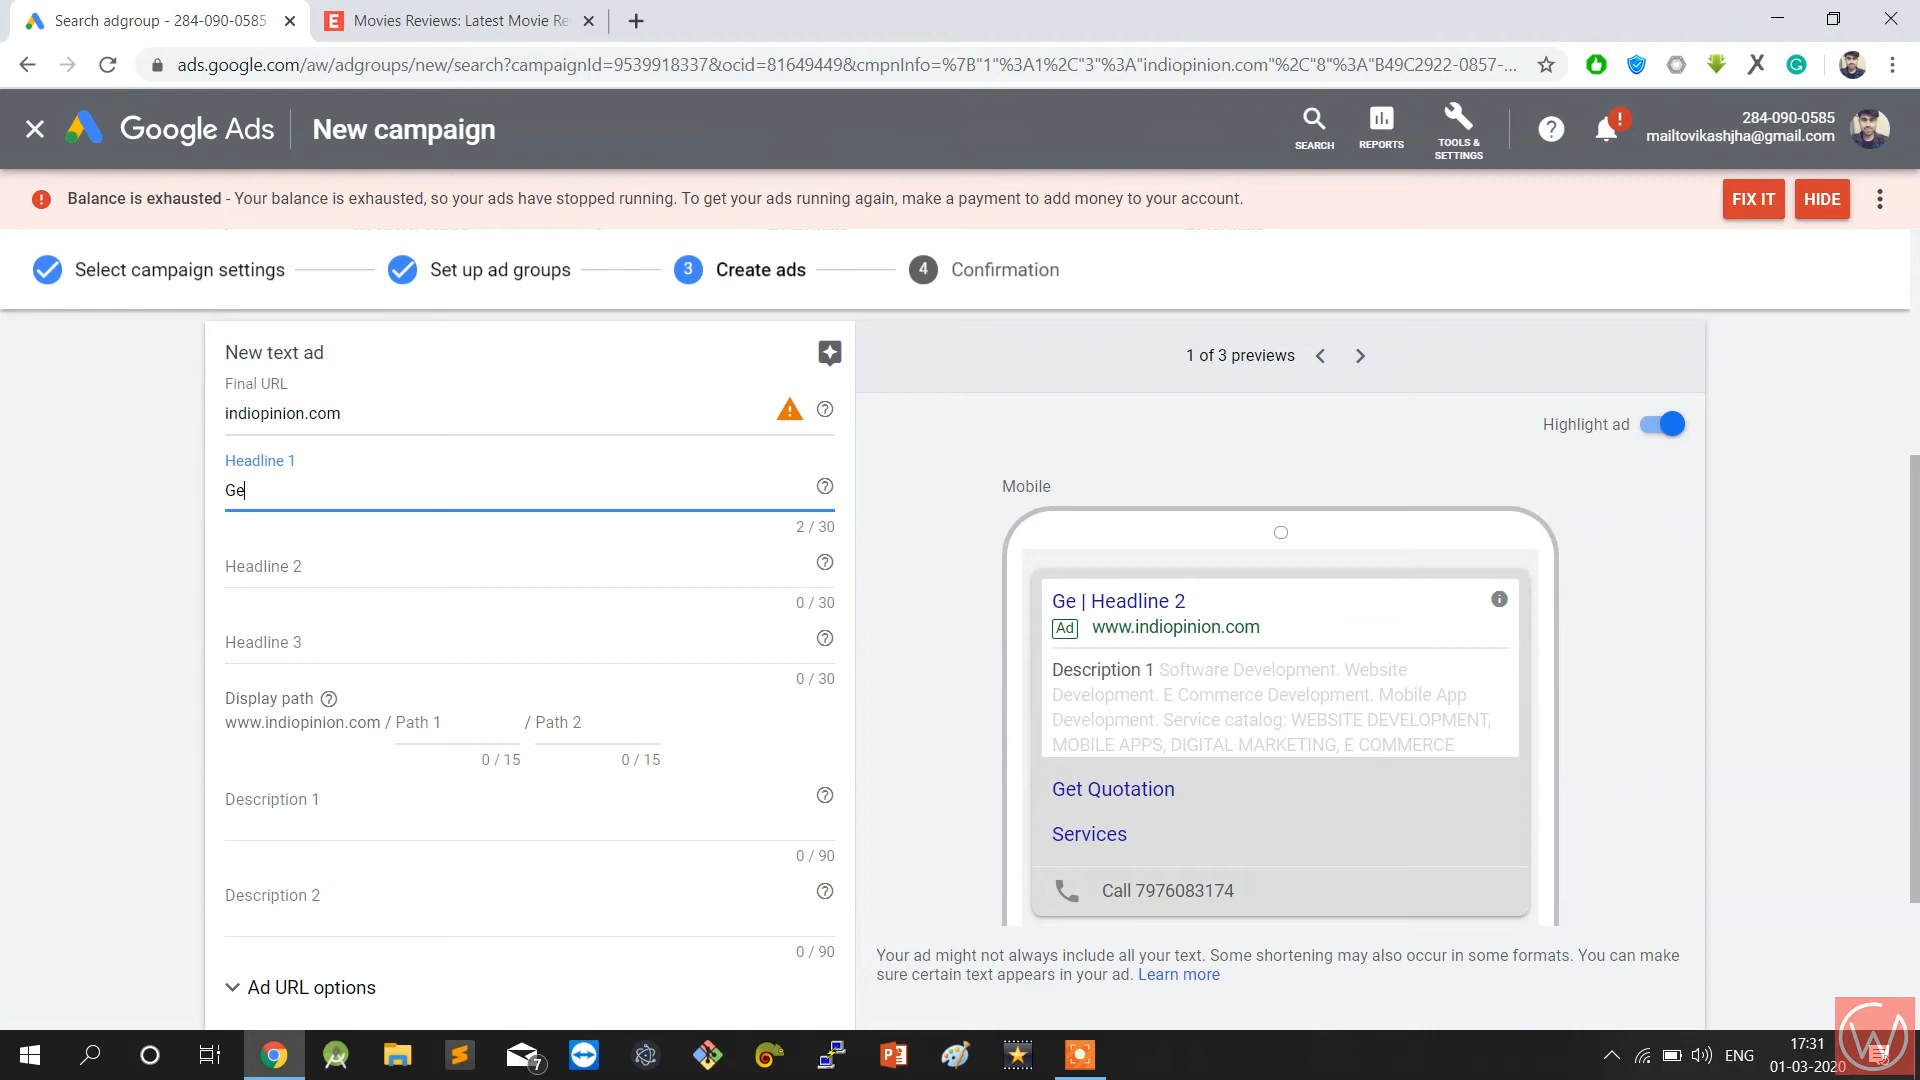 Search adgroup - 284-090-0585
Movies Reviews: Latest Movie Re
ads.google.com/aw/adgroups/new/search?campaignId=9539918337&ocid=81649449&cmpnInfo=%7B"1"%3A1%2C"3"%3A"indiopinion.com"%2C"8"%3A"B49C2922-0857-...
Google Ads
New campaign
SEARCH
REPORTS
TOOLS &
SETTINGS
284-090-0585
mailtovikashjha@gmail.com
Balance is exhausted - Your balance is exhausted, so your ads have stopped running. To get your ads running again, make a payment to add money to your account.
FIX IT
HIDE
Select campaign settings
Set up ad groups
3 Create ads
4 Confirmation
New text ad
Final URL
indiopinion.com
Headline 1
Ge
2 / 30
Headline 2
0 / 30
Headline 3
0 / 30
Display path
www.indiopinion.com / Path 1 / Path 2
0 / 15 0 / 15
Description 1
0 / 90
Description 2
0 / 90
Ad URL options
1 of 3 previews
Highlight ad
Mobile
Ge | Headline 2
Ad www.indiopinion.com
Description 1 Software Development. Website
Development. E Commerce Development. Mobile App
Development. Service catalog: WEBSITE DEVELOPMENT,
MOBILE APPS, DIGITAL MARKETING, E COMMERCE
Get Quotation
Services
Call 7976083174
Your ad might not always include all your text. Some shortening may also occur in some formats. You can make
sure certain text appears in your ad. Learn more
7
ENG
17:31
01-03-2020